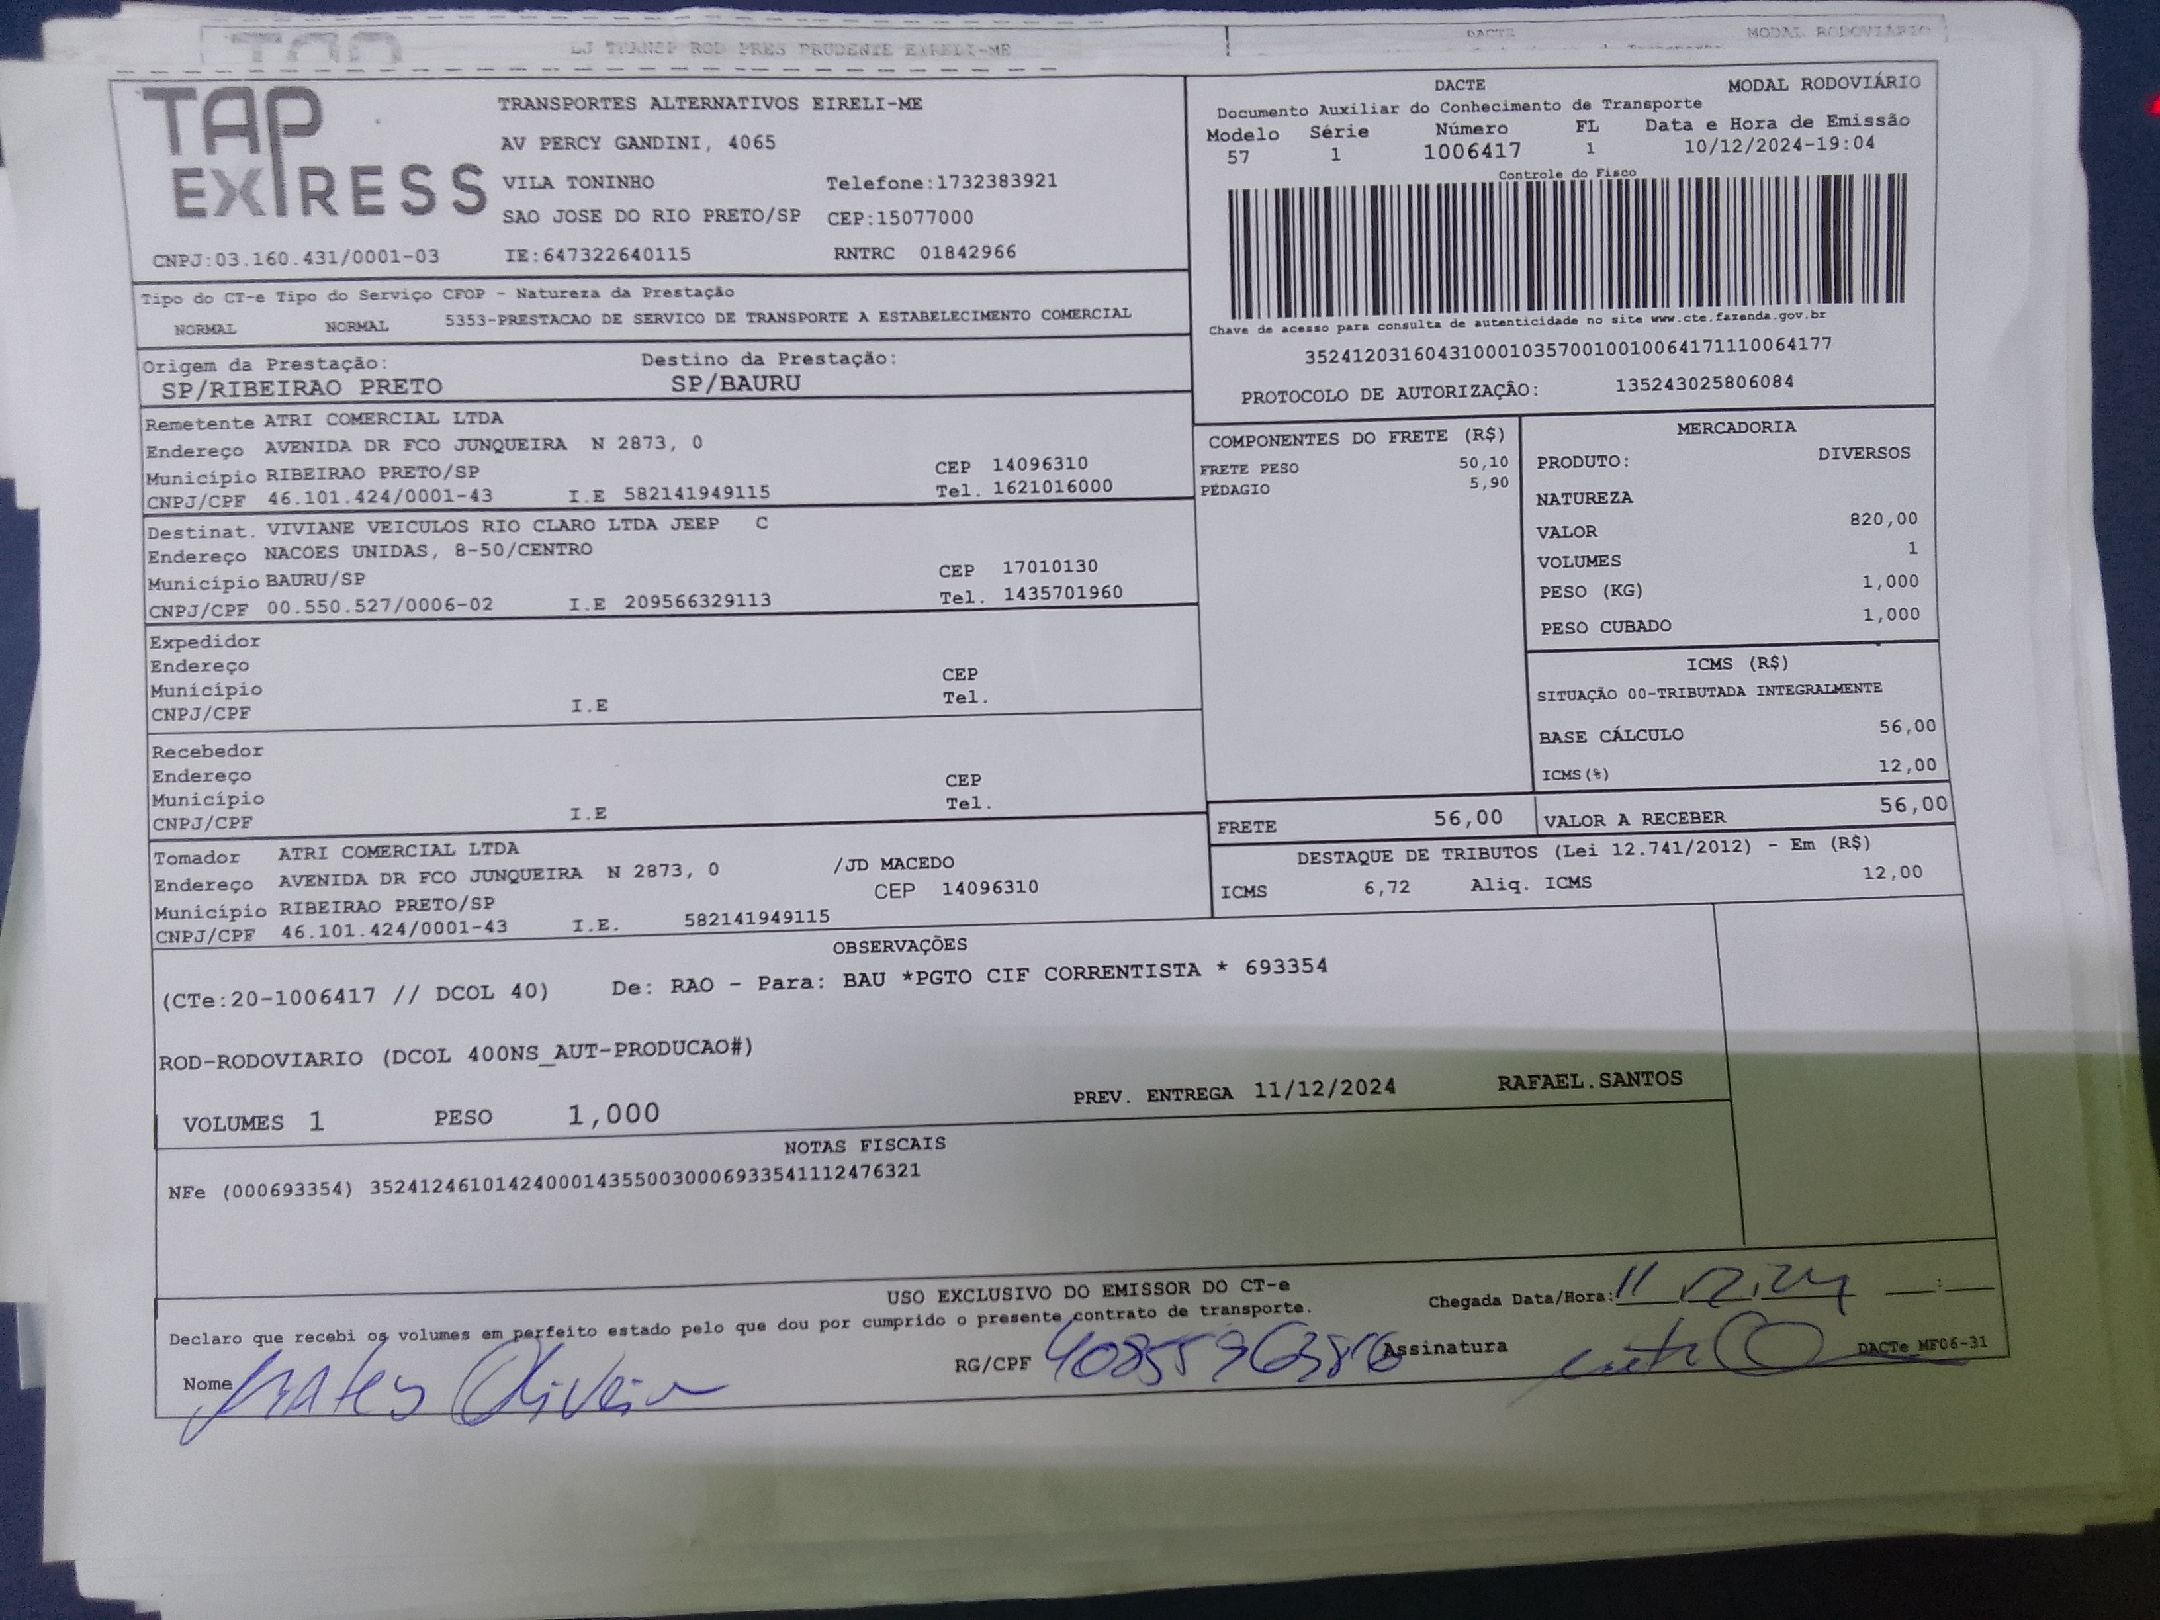 LJ TRANSP ROD PRES PRUDENTE EIRELI-ME
DACTE
MODAL RODOVIÁRIO
TAP EXPRESS
TRANSPORTES ALTERNATIVOS EIRELI-ME
AV PERCY GANDINI, 4065
VILA TONINHO Telefone:1732383921
SAO JOSE DO RIO PRETO/SP CEP:15077000
CNPJ:03.160.431/0001-03 IE:647322640115 RNTRC 01842966
DACTE MODAL RODOVIÁRIO
Documento Auxiliar do Conhecimento de Transporte
Modelo Série Número FL Data e Hora de Emissão
57 1 1006417 1 10/12/2024-19:04
Controle do Fisco
Chave de acesso para consulta de autenticidade no site www.cte.fazenda.gov.br
35241203160431000103570010010064171110064177
PROTOCOLO DE AUTORIZAÇÃO: 135243025806084
Tipo do CT-e Tipo do Serviço CFOP - Natureza da Prestação
NORMAL NORMAL 5353-PRESTACAO DE SERVICO DE TRANSPORTE A ESTABELECIMENTO COMERCIAL
Origem da Prestação: Destino da Prestação:
SP/RIBEIRAO PRETO SP/BAURU
Remetente ATRI COMERCIAL LTDA
Endereço AVENIDA DR FCO JUNQUEIRA N 2873, 0
Município RIBEIRAO PRETO/SP CEP 14096310
CNPJ/CPF 46.101.424/0001-43 I.E 582141949115 Tel. 1621016000
Destinat. VIVIANE VEICULOS RIO CLARO LTDA JEEP C
Endereço NACOES UNIDAS, 8-50/CENTRO
Município BAURU/SP CEP 17010130
CNPJ/CPF 00.550.527/0006-02 I.E 209566329113 Tel. 1435701960
Expedidor
Endereço
Município CEP
CNPJ/CPF I.E Tel.
Recebedor
Endereço
Município CEP
CNPJ/CPF I.E Tel.
Tomador ATRI COMERCIAL LTDA
Endereço AVENIDA DR FCO JUNQUEIRA N 2873, 0 /JD MACEDO
Município RIBEIRAO PRETO/SP CEP 14096310
CNPJ/CPF 46.101.424/0001-43 I.E. 582141949115
COMPONENTES DO FRETE (R$)
FRETE PESO 50,10
PEDAGIO 5,90
MERCADORIA
PRODUTO: DIVERSOS
NATUREZA
VALOR 820,00
VOLUMES 1
PESO (KG) 1,000
PESO CUBADO 1,000
ICMS (R$)
SITUAÇÃO 00-TRIBUTADA INTEGRALMENTE
BASE CÁLCULO 56,00
ICMS(%) 12,00
FRETE 56,00 VALOR A RECEBER 56,00
DESTAQUE DE TRIBUTOS (Lei 12.741/2012) - Em (R$)
ICMS 6,72 Aliq. ICMS 12,00
OBSERVAÇÕES
(CTe:20-1006417 // DCOL 40) De: RAO - Para: BAU *PGTO CIF CORRENTISTA * 693354
ROD-RODOVIARIO (DCOL 400NS_AUT-PRODUCAO#)
PREV. ENTREGA 11/12/2024 RAFAEL.SANTOS
VOLUMES 1 PESO 1,000
NOTAS FISCAIS
NFe (000693354) 35241246101424000143550030006933541112476321
USO EXCLUSIVO DO EMISSOR DO CT-e
Declaro que recebi os volumes em perfeito estado pelo que dou por cumprido o presente contrato de transporte.
Chegada Data/Hora: 11 12 24 :
Nome Mateus Oliveira RG/CPF 40855963816 Assinatura
DACTe MF06-31